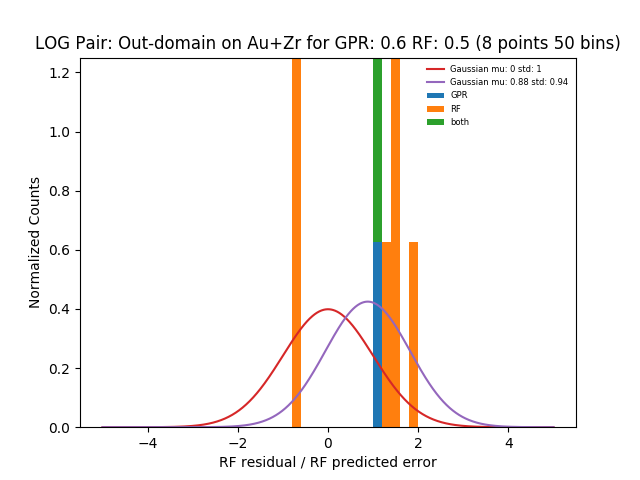 LOG Pair: Out-domain on Au+Zr for GPR: 0.6 RF: 0.5 (8 points 50 bins)
Gaussian mu: 0 std: 1
Gaussian mu: 0.88 std: 0.94
GPR
RF
both
Normalized Counts
1.2
1.0
0.8
0.6
0.4
0.2
0.0
−4
−2
0
2
4
RF residual / RF predicted error